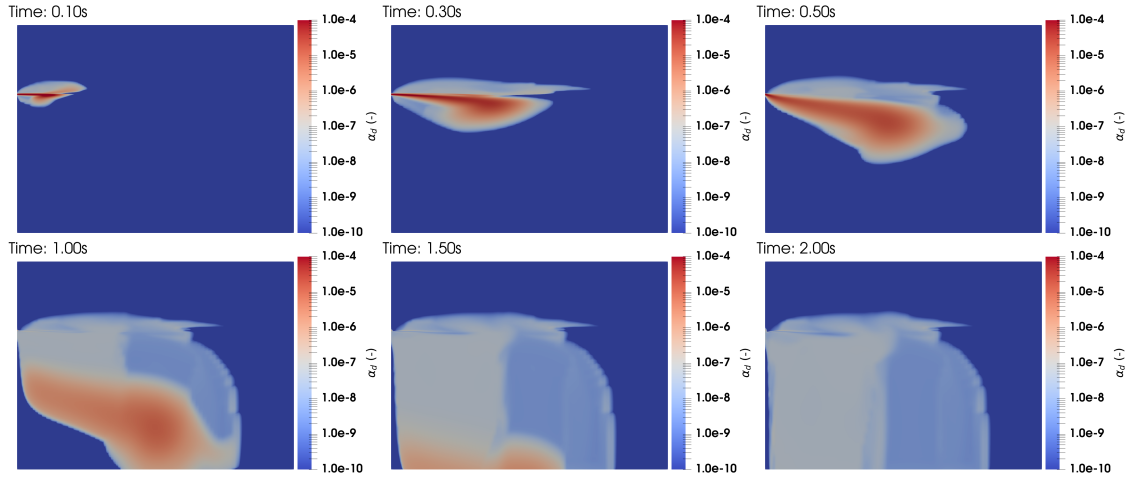 Time: 0.10s
1.0e-4
1.0e-5
1.0e-6
1.0e-7
1.0e-8
1.0e-9
1.0e-10
α_d (-)
Time: 0.30s
1.0e-4
1.0e-5
1.0e-6
1.0e-7
1.0e-8
1.0e-9
1.0e-10
α_d (-)
Time: 0.50s
1.0e-4
1.0e-5
1.0e-6
1.0e-7
1.0e-8
1.0e-9
1.0e-10
α_d (-)
Time: 1.00s
1.0e-4
1.0e-5
1.0e-6
1.0e-7
1.0e-8
1.0e-9
1.0e-10
α_d (-)
Time: 1.50s
1.0e-4
1.0e-5
1.0e-6
1.0e-7
1.0e-8
1.0e-9
1.0e-10
α_d (-)
Time: 2.00s
1.0e-4
1.0e-5
1.0e-6
1.0e-7
1.0e-8
1.0e-9
1.0e-10
α_d (-)